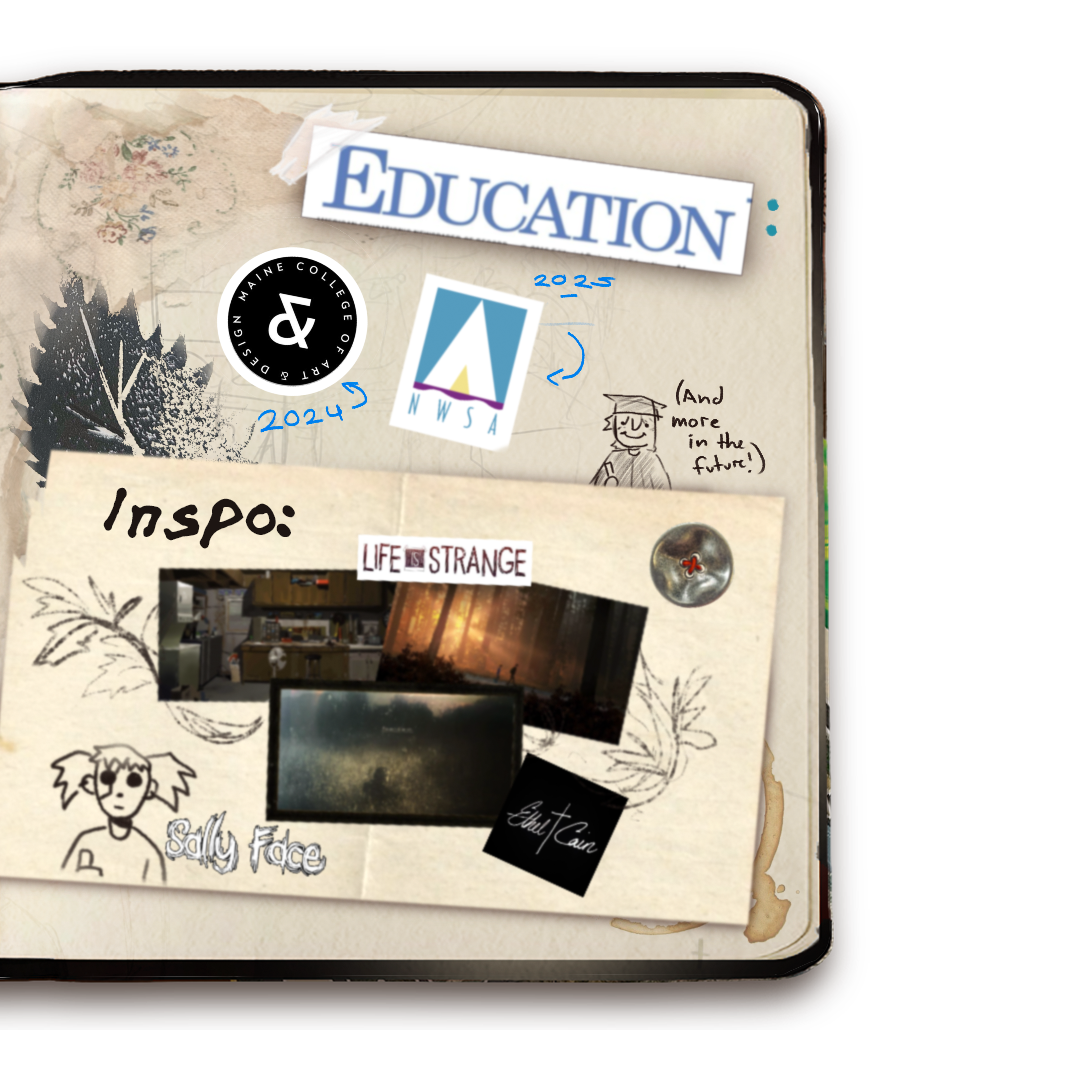 EDUCATION
:
MAINE COLLEGE OF ART & DESIGN
&
2024
NWSA
2025
(And
more
in the
future!)
Inspo:
LIFE IS STRANGE
Ethel Cain
Sally Face